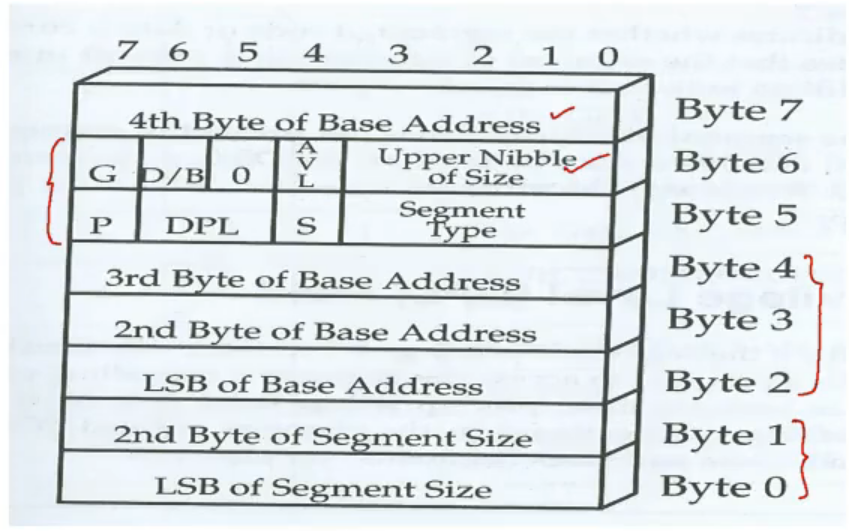 7 6 5 4 3 2 1 0
4th Byte of Base Address Byte 7
G D/B 0 AVL Upper Nibble of Size Byte 6
P DPL S Segment Type Byte 5
3rd Byte of Base Address Byte 4
2nd Byte of Base Address Byte 3
LSB of Base Address Byte 2
2nd Byte of Segment Size Byte 1
LSB of Segment Size Byte 0